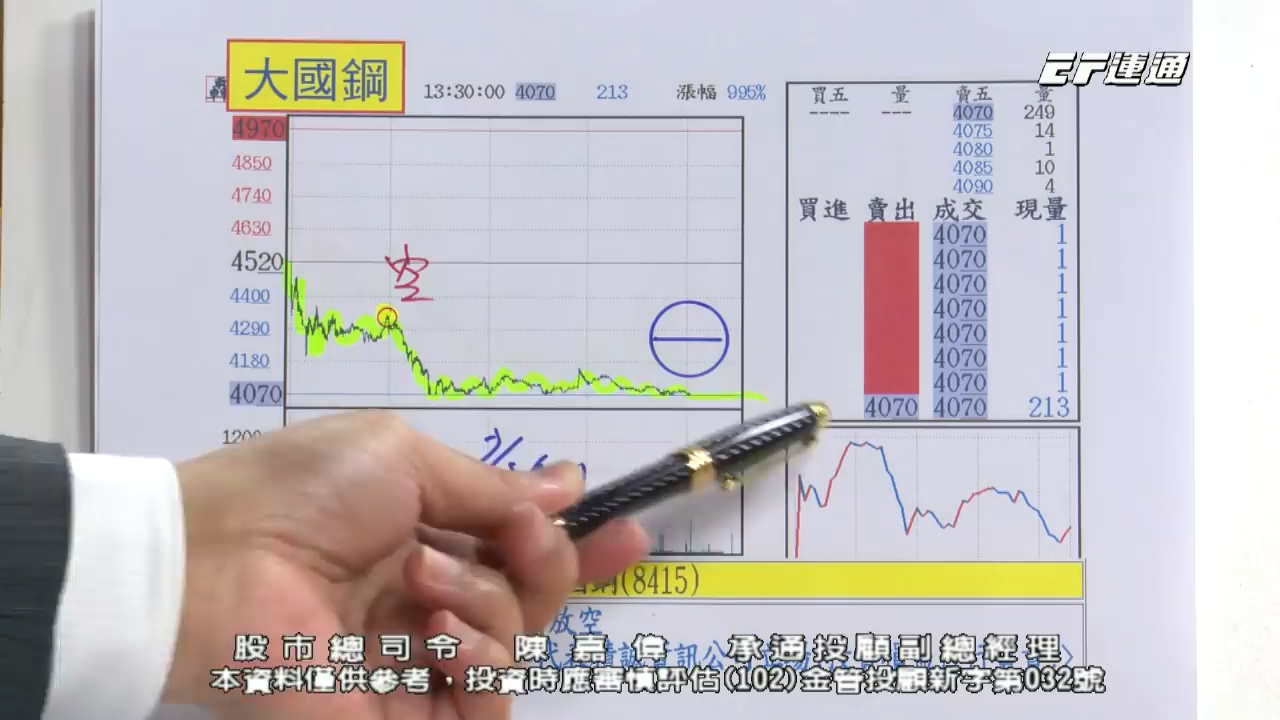 EF運通
大國鋼 13:30:00 4070 213 漲幅 995%
4970
4850
4740
4630
4520
4400
4290
4180
4070
空
買五 量 賣五 量
---- --- 4070 249
4075 14
4080 1
4085 10
4090 4
買進 賣出 成交 現量
4070 1
4070 1
4070 1
4070 1
4070 1
4070 1
4070 1
4070 4070 213
1200
(8415)
放空
股市總司令 陳嘉偉 承通投顧副總經理
本資料僅供參考，投資時應審慎評估(102)金管投顧新字第032號